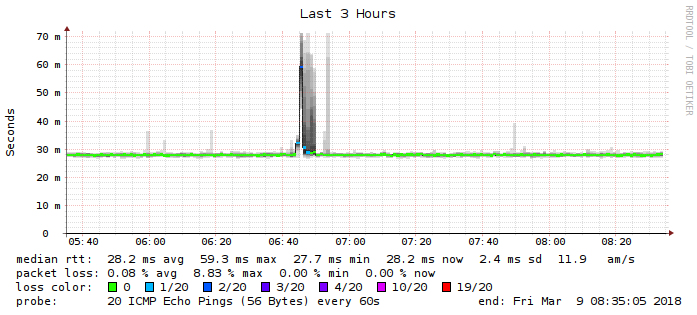 Last 3 Hours
RRDTOOL / TOBI OETIKER
Seconds
70 m
60 m
50 m
40 m
30 m
20 m
10 m
0
05:40 06:00 06:20 06:40 07:00 07:20 07:40 08:00 08:20
median rtt: 28.2 ms avg 59.3 ms max 27.7 ms min 28.2 ms now 2.4 ms sd 11.9 am/s
packet loss: 0.08 % avg 8.83 % max 0.00 % min 0.00 % now
loss color: 0 1/20 2/20 3/20 4/20 10/20 19/20
probe: 20 ICMP Echo Pings (56 Bytes) every 60s end: Fri Mar 9 08:35:05 2018